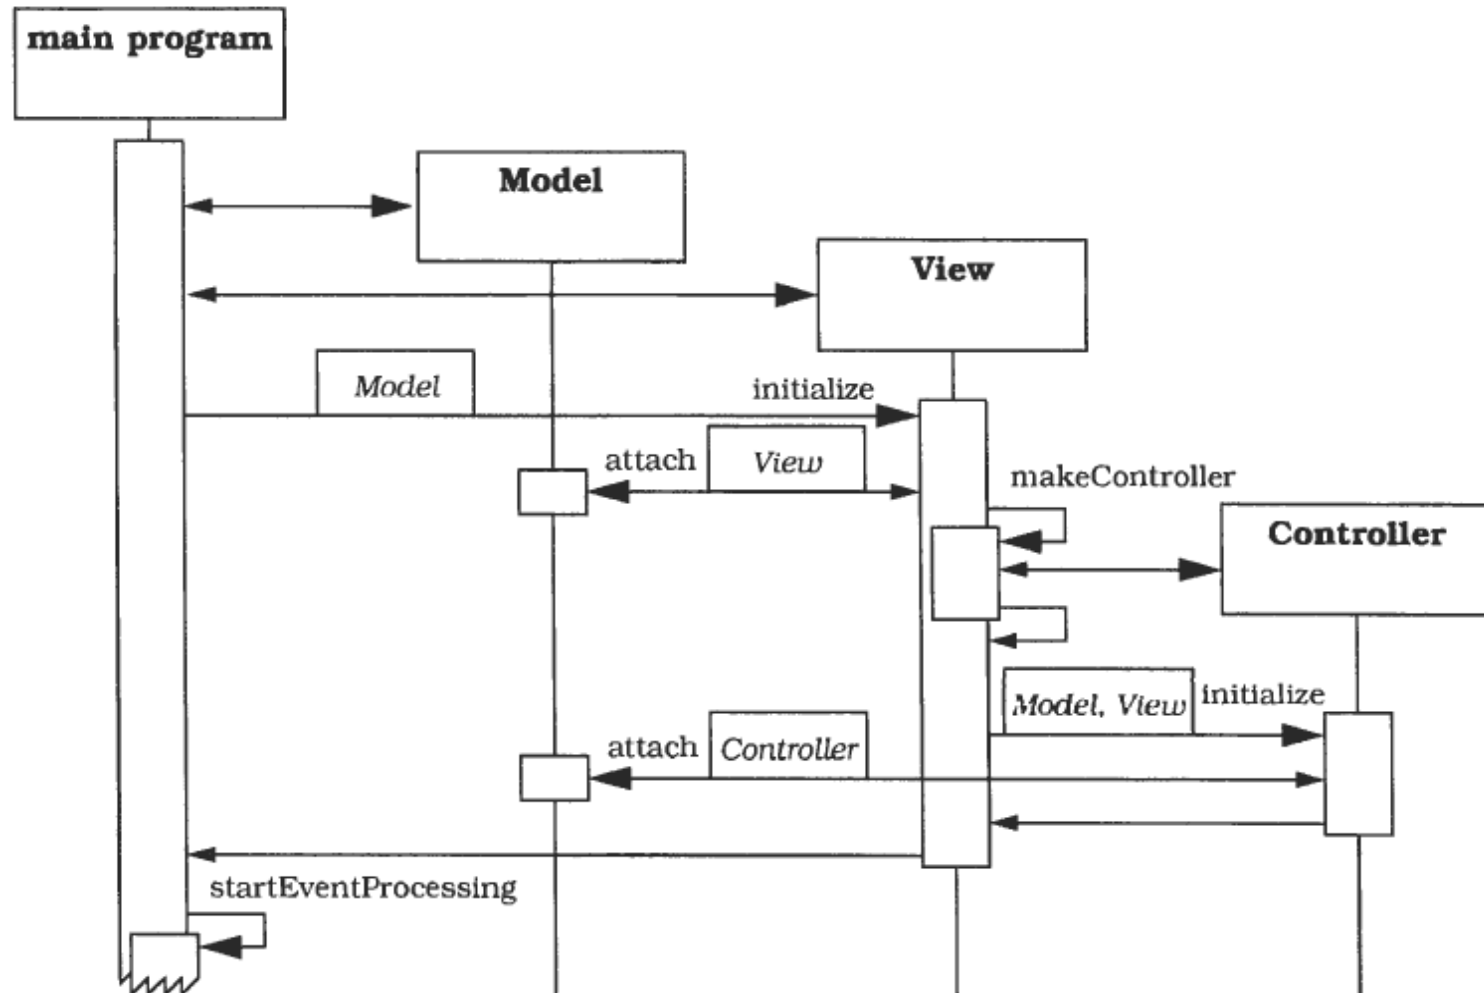 main program
Model
View
Model
initialize
attach
View
makeController
Controller
Model, View
initialize
attach
Controller
startEventProcessing